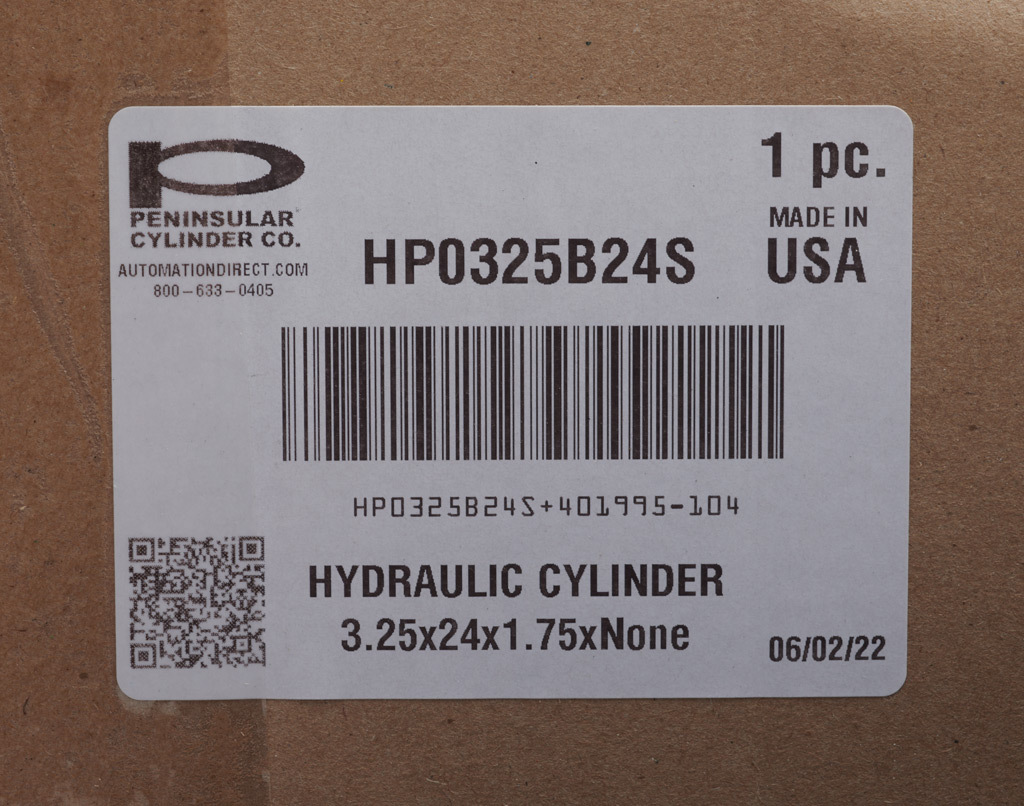 PENINSULAR
CYLINDER CO.
AUTOMATIONDIRECT.COM
800-633-0405
1 pc.
MADE IN
USA
HP0325B24S
HP0325B24S+401995-104
HYDRAULIC CYLINDER
3.25x24x1.75xNone
06/02/22